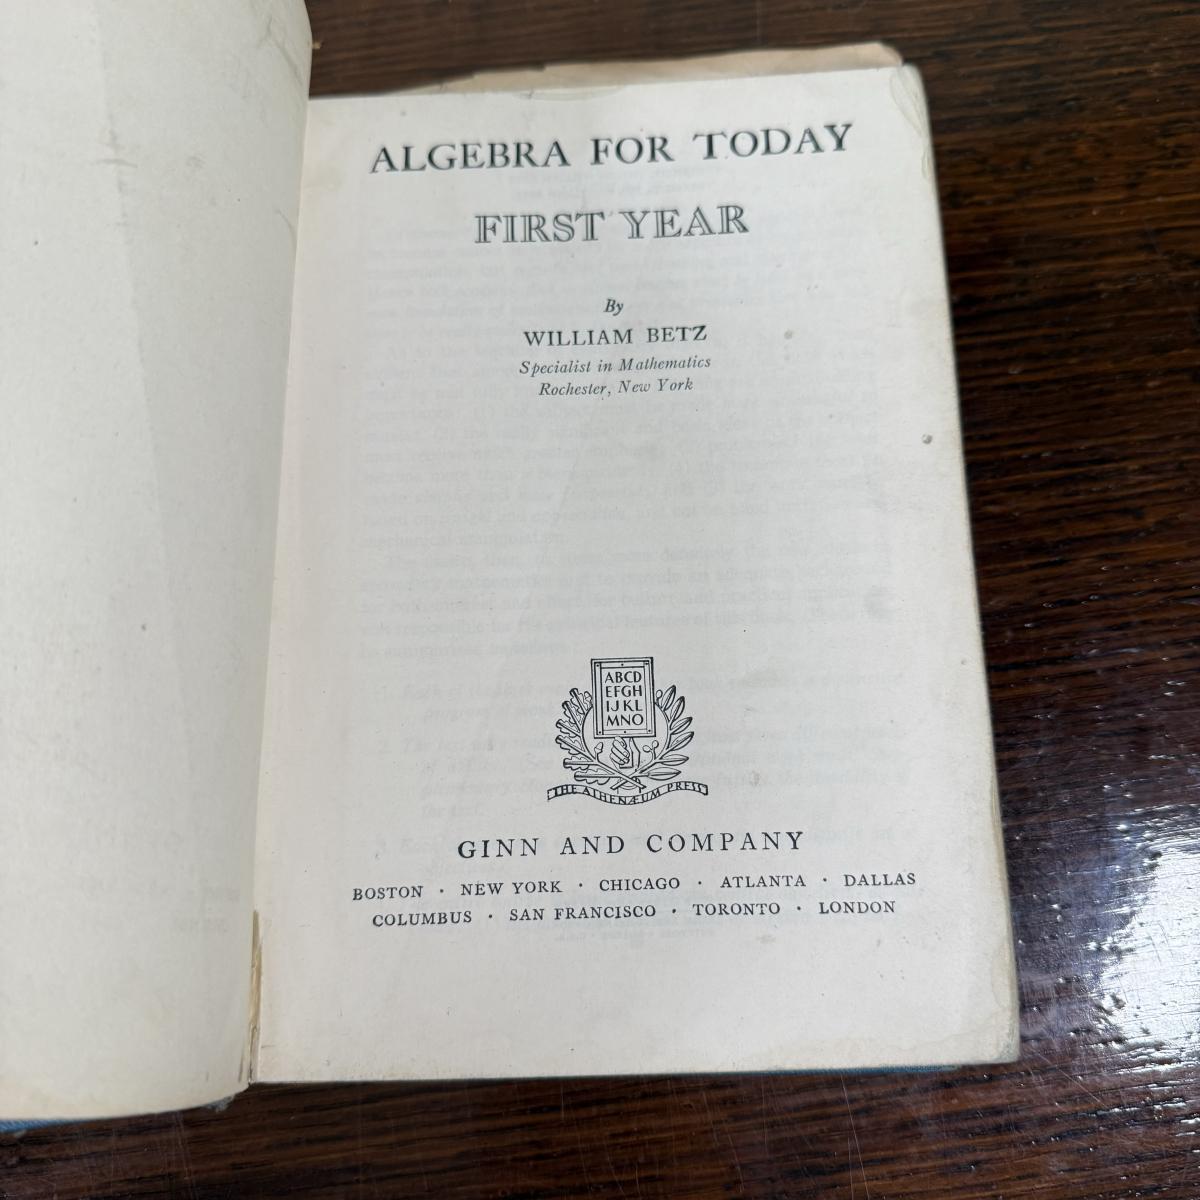 ALGEBRA FOR TODAY
FIRST YEAR
By
WILLIAM BETZ
Specialist in Mathematics
Rochester, New York
ABCD
EFGH
IJKL
MNO
THE ATHENÆUM PRESS
GINN AND COMPANY
BOSTON · NEW YORK · CHICAGO · ATLANTA · DALLAS
COLUMBUS · SAN FRANCISCO · TORONTO · LONDON